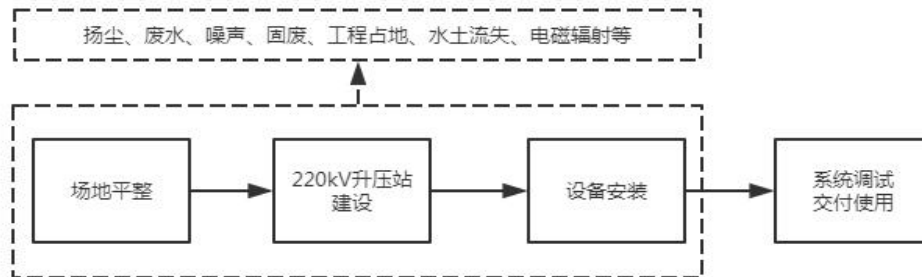 扬尘、废水、噪声、固废、工程占地、水土流失、电磁辐射等
场地平整
220kV升压站
建设
设备安装
系统调试
交付使用